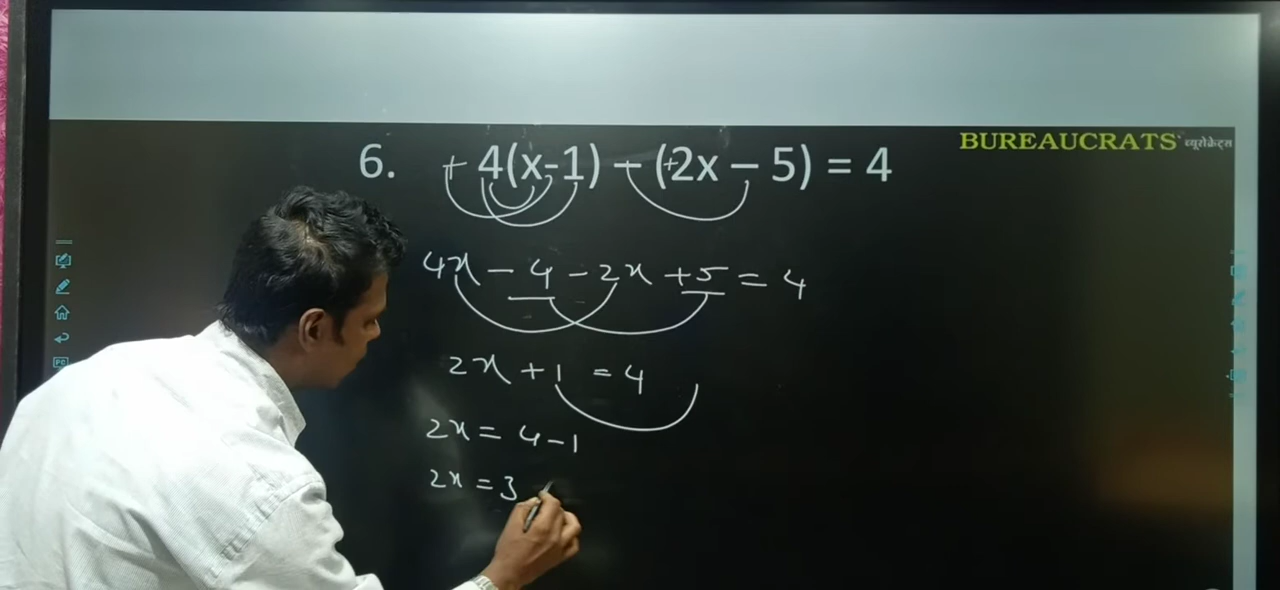 BUREAUCRATS ब्यूरोक्रेट्स
6. + 4(x-1) – (+2x – 5) = 4
4x – 4 – 2x + 5 = 4
2x + 1 = 4
2x = 4 – 1
2x = 3
PC